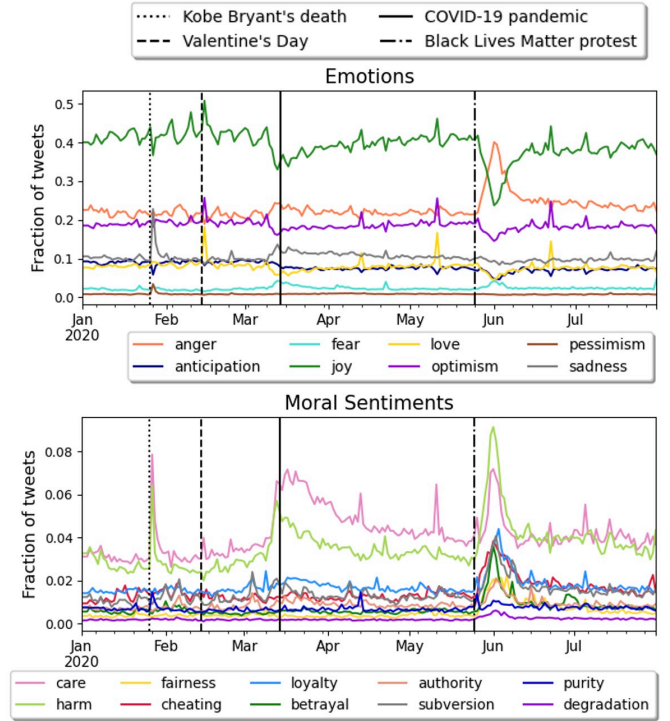 Kobe Bryant's death COVID-19 pandemic
Valentine's Day Black Lives Matter protest
Emotions
Fraction of tweets
0.5
0.4
0.3
0.2
0.1
0.0
Jan Feb Mar Apr May Jun Jul
2020
anger fear love pessimism
anticipation joy optimism sadness
Moral Sentiments
Fraction of tweets
0.08
0.06
0.04
0.02
0.00
Jan Feb Mar Apr May Jun Jul
2020
care fairness loyalty authority purity
harm cheating betrayal subversion degradation